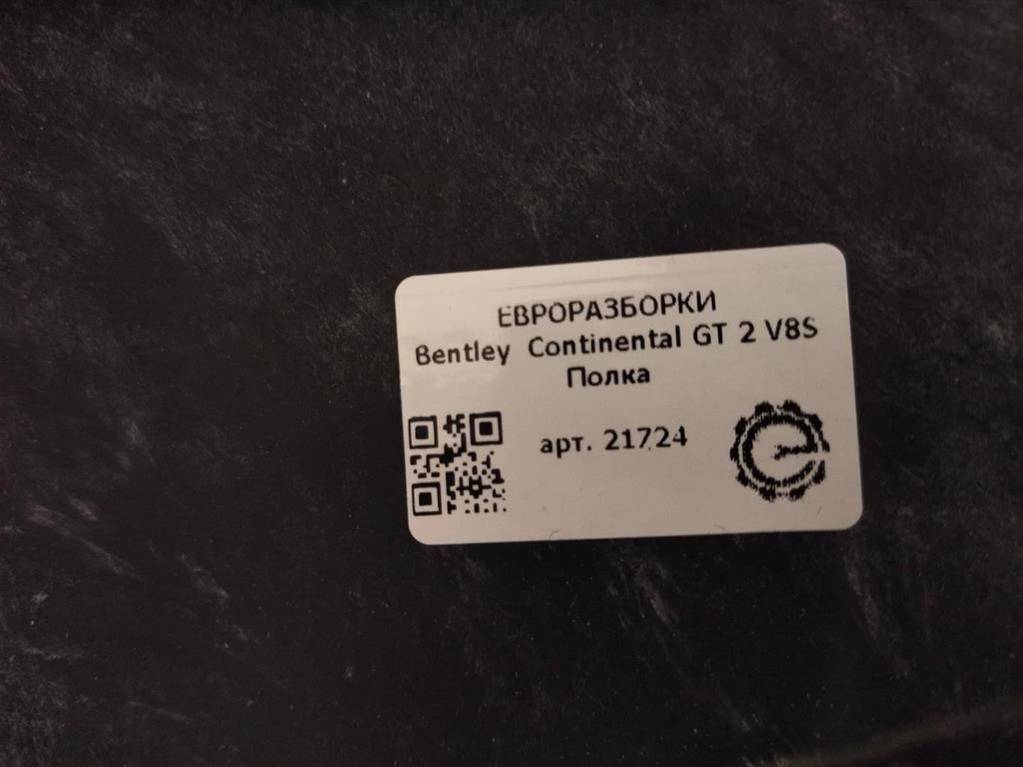 ЕВРОРАЗБОРКИ
Bentley Continental GT 2 V8S
Полка
арт. 21724